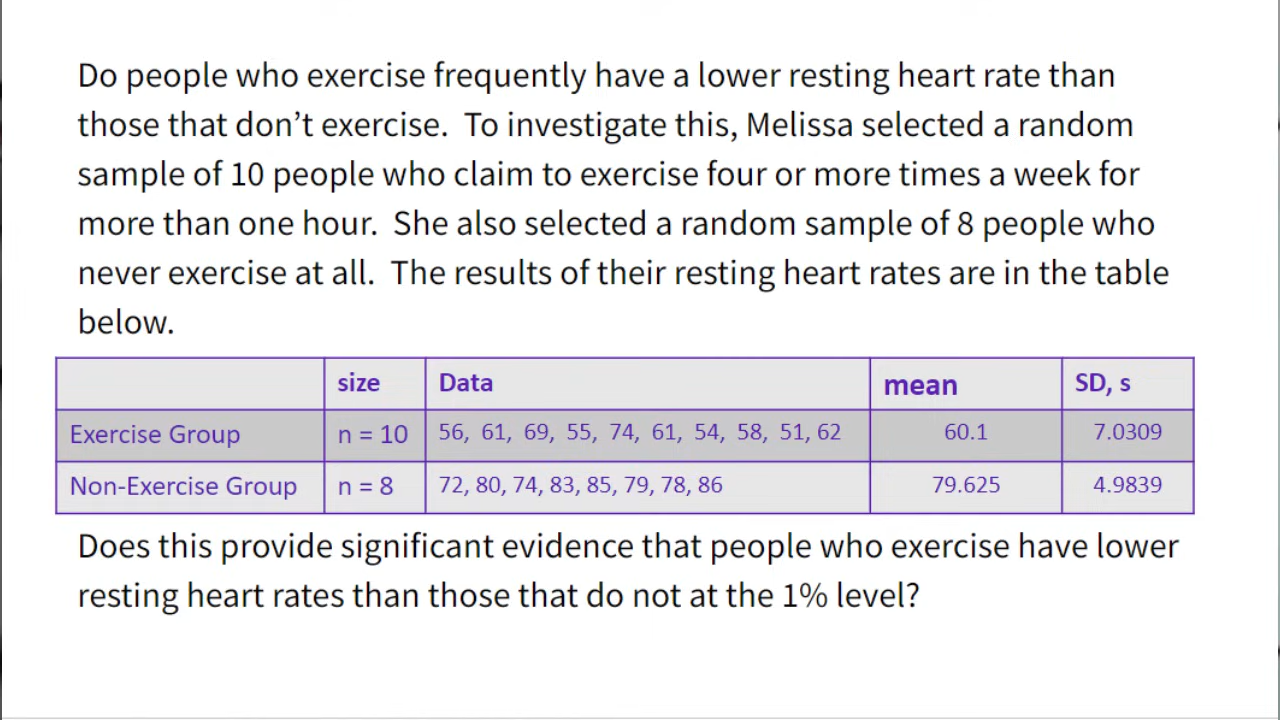 Do people who exercise frequently have a lower resting heart rate than
those that don’t exercise.  To investigate this, Melissa selected a random
sample of 10 people who claim to exercise four or more times a week for
more than one hour.  She also selected a random sample of 8 people who
never exercise at all.  The results of their resting heart rates are in the table
below.
size Data mean SD, s
Exercise Group n = 10 56, 61, 69, 55, 74, 61, 54, 58, 51, 62 60.1 7.0309
Non-Exercise Group n = 8 72, 80, 74, 83, 85, 79, 78, 86 79.625 4.9839
Does this provide significant evidence that people who exercise have lower
resting heart rates than those that do not at the 1% level?